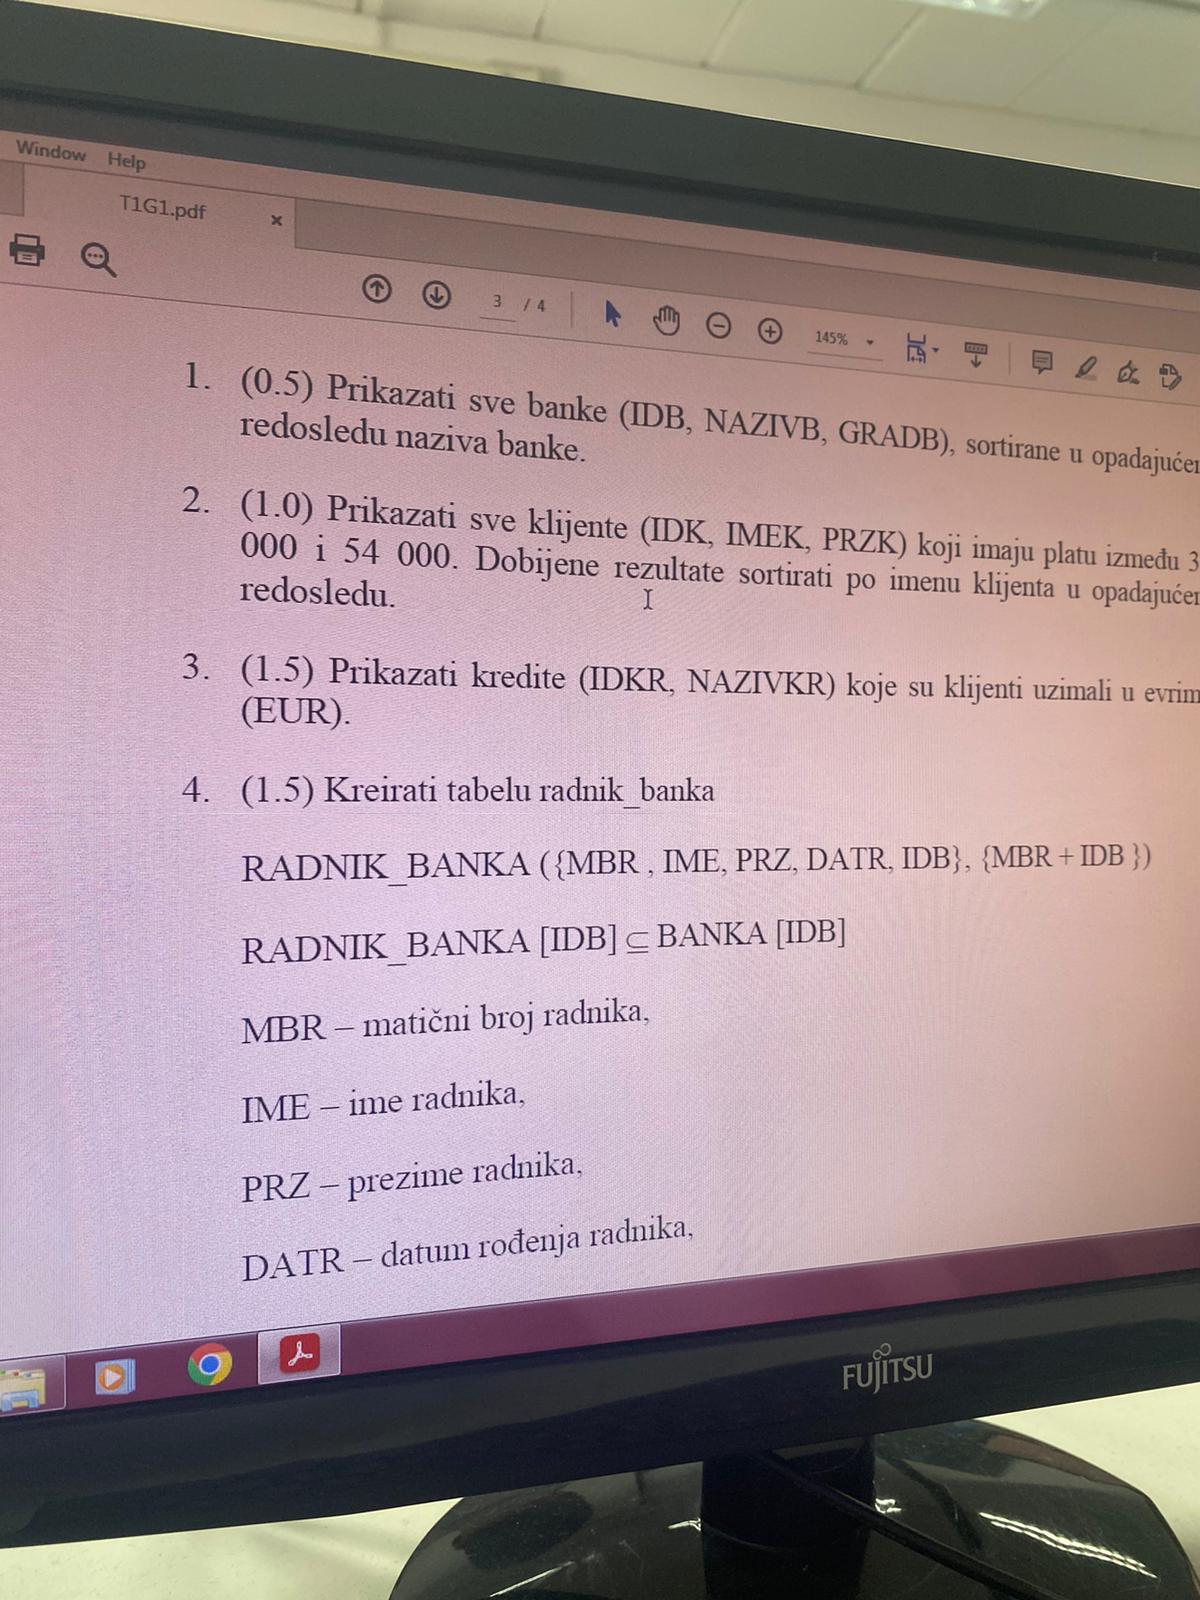 Window Help
T1G1.pdf
3 / 4
145%
1. (0.5) Prikazati sve banke (IDB, NAZIVB, GRADB), sortirane u
redosledu naziva banke.
2. (1.0) Prikazati sve klijente (IDK, IMEK, PRZK) koji imaju platu između 3
000 i 54 000. Dobijene rezultate sortirati po imenu klijenta u
redosledu.
3. (1.5) Prikazati kredite (IDKR, NAZIVKR) koje su klijenti uzimali u
(EUR).
4. (1.5) Kreirati tabelu radnik_banka
RADNIK_BANKA ({MBR , IME, PRZ, DATR, IDB}, {MBR + IDB })
RADNIK_BANKA [IDB] ⊆ BANKA [IDB]
MBR – matični broj radnika,
IME – ime radnika,
PRZ – prezime radnika,
DATR – datum rođenja radnika,
FUJITSU